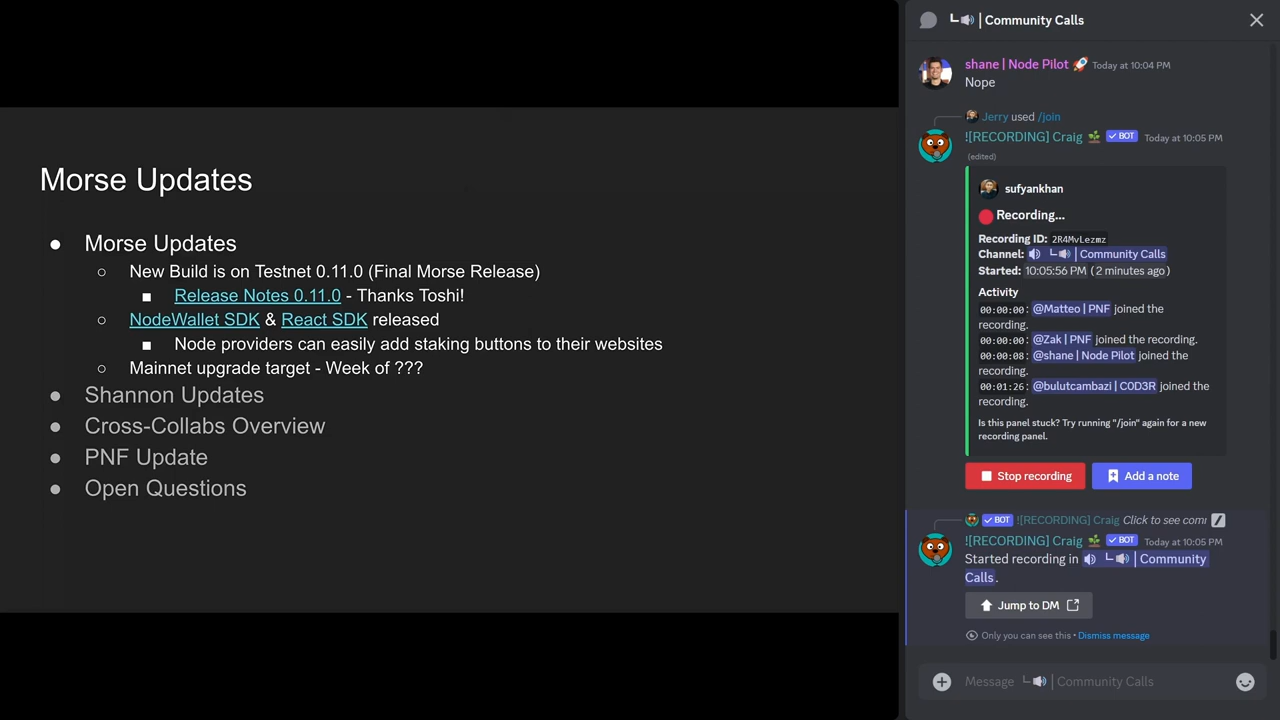 Morse Updates
● Morse Updates
○ New Build is on Testnet 0.11.0 (Final Morse Release)
■ Release Notes 0.11.0 - Thanks Toshi!
○ NodeWallet SDK & React SDK released
■ Node providers can easily add staking buttons to their websites
○ Mainnet upgrade target - Week of ???
● Shannon Updates
● Cross-Collabs Overview
● PNF Update
● Open Questions
Community Calls
shane | Node Pilot 🚀 Today at 10:04 PM
Nope
Jerry used /join
![RECORDING] Craig 🌱 ✓ BOT Today at 10:05 PM
(edited)
sufyankhan
🔴 Recording...
Recording ID: 2R4MvLezmz
Channel: 🔊 └🔊 | Community Calls
Started: 10:05:56 PM (2 minutes ago)
Activity
00:00:00: @Matteo | PNF joined the
recording.
00:00:00: @Zak | PNF joined the recording.
00:00:08: @shane | Node Pilot joined the
recording.
00:01:26: @bulutcambazi | C0D3R joined the
recording.
Is this panel stuck? Try running "/join" again for a new
recording panel.
Stop recording
Add a note
✓ BOT ![RECORDING] Craig Click to see comm
![RECORDING] Craig 🌱 ✓ BOT Today at 10:05 PM
Started recording in 🔊 └🔊 | Community
Calls.
Jump to DM
Only you can see this • Dismiss message
Message └🔊 | Community Calls